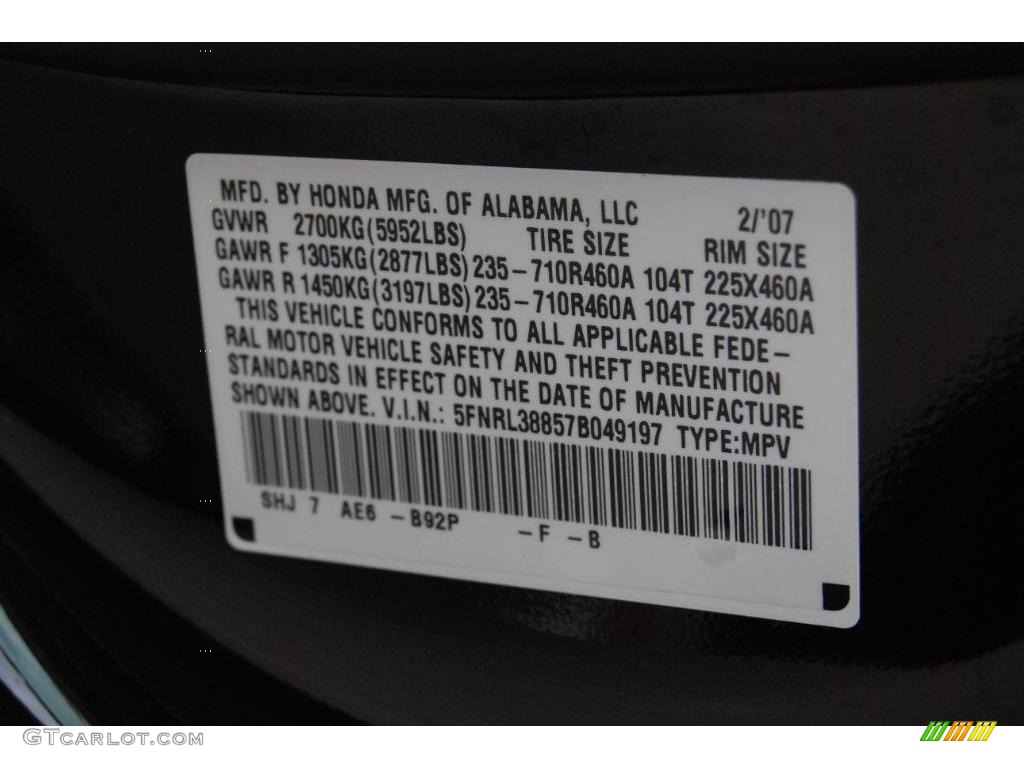 MFD. BY HONDA MFG. OF ALABAMA, LLC 2/'07
GVWR 2700KG(5952LBS) TIRE SIZE RIM SIZE
GAWR F 1305KG(2877LBS) 235-710R460A 104T 225X460A
GAWR R 1450KG(3197LBS) 235-710R460A 104T 225X460A
THIS VEHICLE CONFORMS TO ALL APPLICABLE FEDE-
RAL MOTOR VEHICLE SAFETY AND THEFT PREVENTION
STANDARDS IN EFFECT ON THE DATE OF MANUFACTURE
SHOWN ABOVE. V.I.N.: 5FNRL38857B049197 TYPE:MPV
SHJ 7 AE6 -B92P -F -B
GTCARLOT.COM